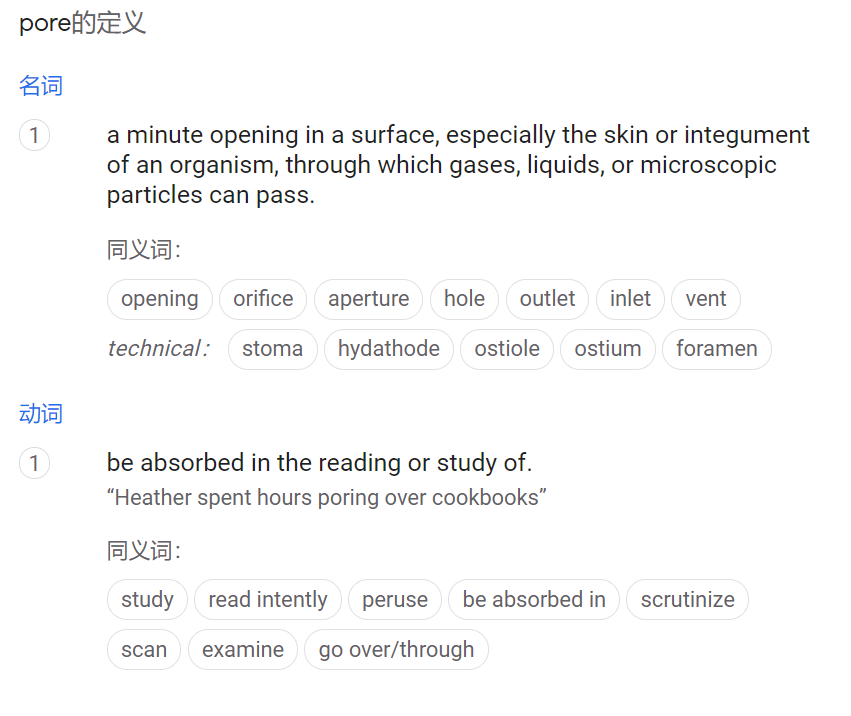 pore的定义
名词
1 a minute opening in a surface, especially the skin or integument
of an organism, through which gases, liquids, or microscopic
particles can pass.
同义词：
opening orifice aperture hole outlet inlet vent
technical： stoma hydathode ostiole ostium foramen
动词
1 be absorbed in the reading or study of.
“Heather spent hours poring over cookbooks”
同义词：
study read intently peruse be absorbed in scrutinize
scan examine go over/through